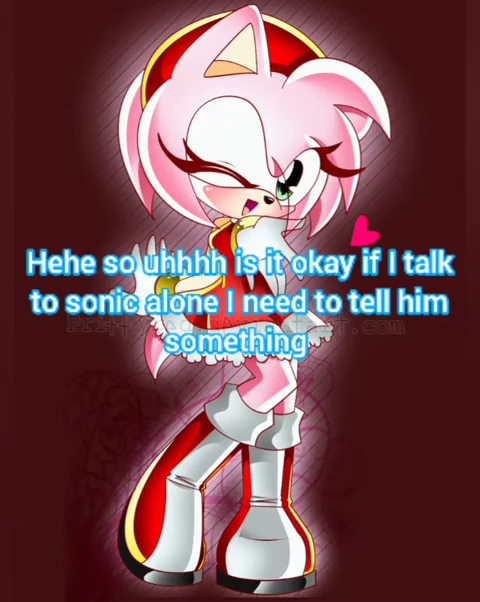 Hehe so uhhhh is it okay if I talk
to sonic alone I need to tell him
something